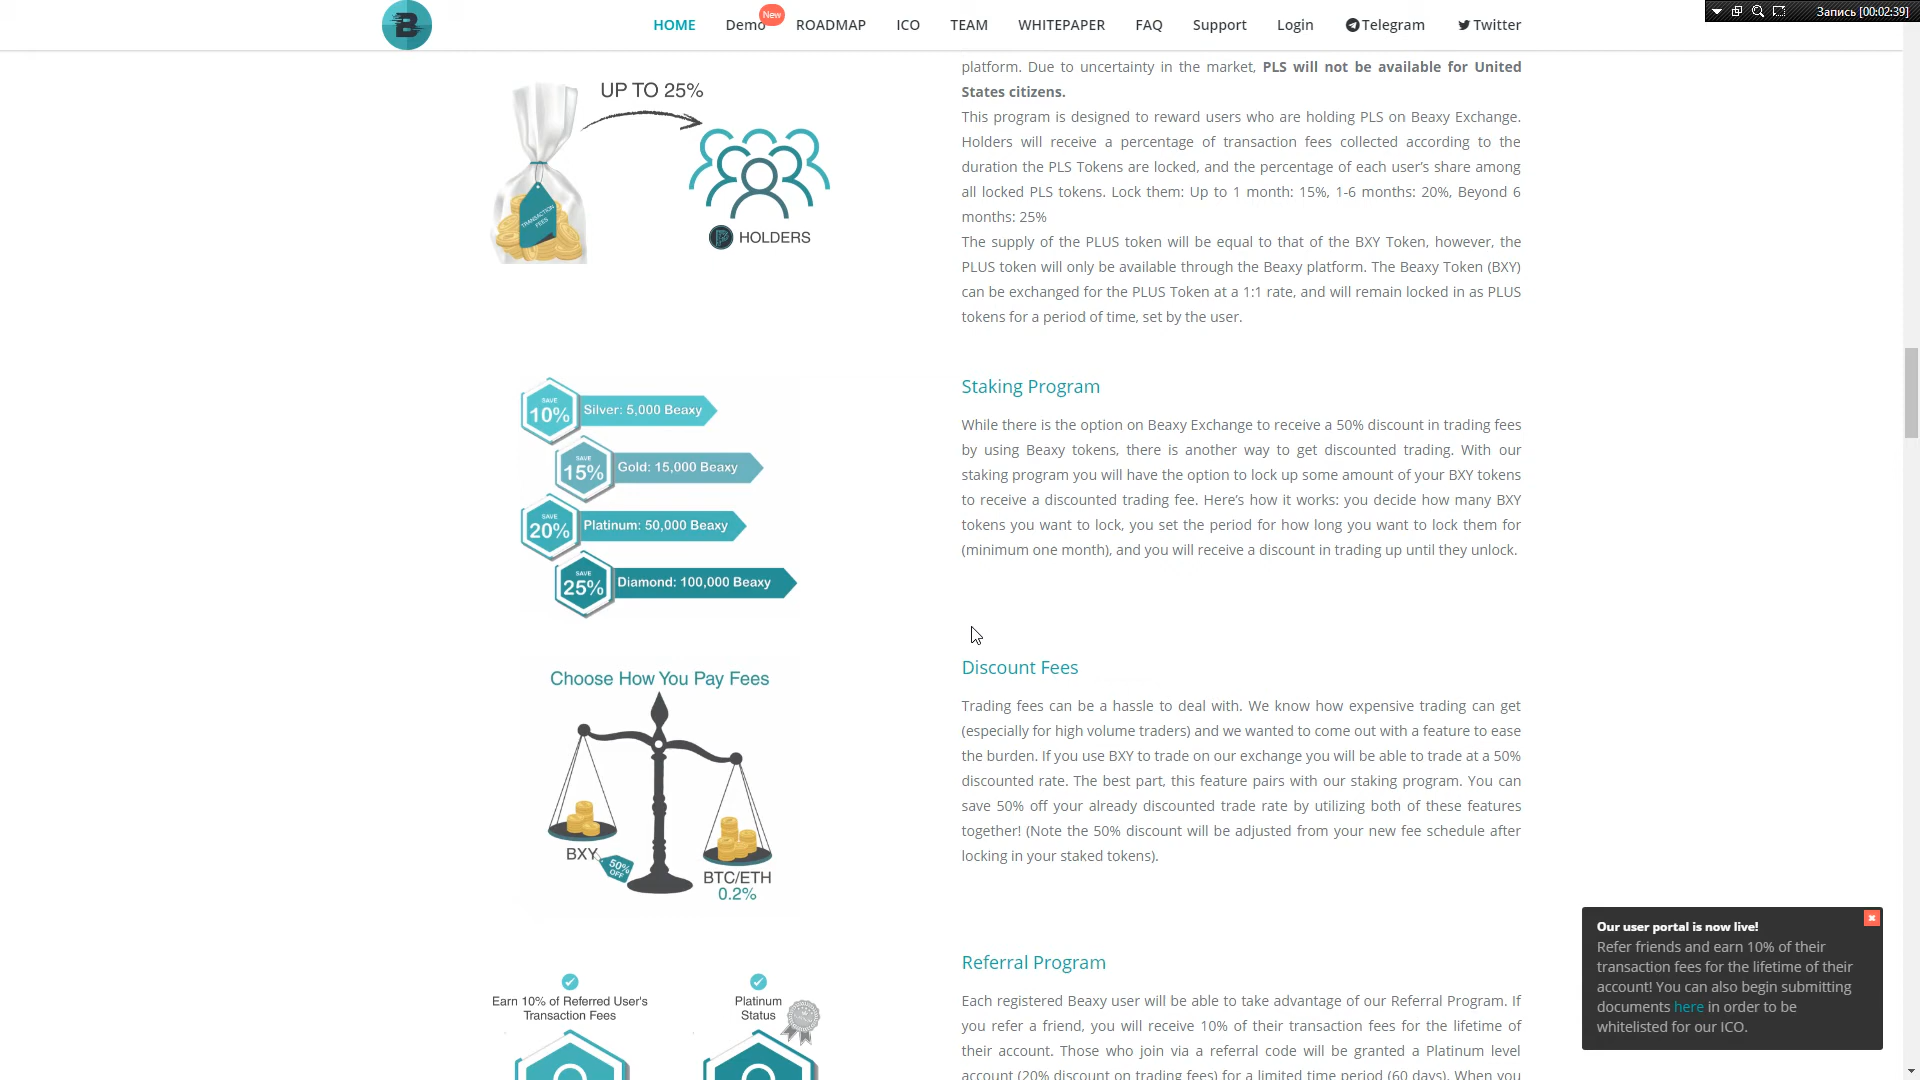 HOME Demo New ROADMAP ICO TEAM WHITEPAPER FAQ Support Login Telegram Twitter
Запись [00:02:39]
UP TO 25%
TRANSACTION
FEES
HOLDERS
platform. Due to uncertainty in the market, PLS will not be available for United
States citizens.
This program is designed to reward users who are holding PLS on Beaxy Exchange.
Holders will receive a percentage of transaction fees collected according to the
duration the PLS Tokens are locked, and the percentage of each user's share among
all locked PLS tokens. Lock them: Up to 1 month: 15%, 1-6 months: 20%, Beyond 6
months: 25%
The supply of the PLUS token will be equal to that of the BXY Token, however, the
PLUS token will only be available through the Beaxy platform. The Beaxy Token (BXY)
can be exchanged for the PLUS Token at a 1:1 rate, and will remain locked in as PLUS
tokens for a period of time, set by the user.
SAVE
10%
Silver: 5,000 Beaxy
SAVE
15%
Gold: 15,000 Beaxy
SAVE
20%
Platinum: 50,000 Beaxy
SAVE
25%
Diamond: 100,000 Beaxy
Staking Program
While there is the option on Beaxy Exchange to receive a 50% discount in trading fees
by using Beaxy tokens, there is another way to get discounted trading. With our
staking program you will have the option to lock up some amount of your BXY tokens
to receive a discounted trading fee. Here's how it works: you decide how many BXY
tokens you want to lock, you set the period for how long you want to lock them for
(minimum one month), and you will receive a discount in trading up until they unlock.
Choose How You Pay Fees
BXY
50%
OFF
BTC/ETH
0.2%
Discount Fees
Trading fees can be a hassle to deal with. We know how expensive trading can get
(especially for high volume traders) and we wanted to come out with a feature to ease
the burden. If you use BXY to trade on our exchange you will be able to trade at a 50%
discounted rate. The best part, this feature pairs with our staking program. You can
save 50% off your already discounted trade rate by utilizing both of these features
together! (Note the 50% discount will be adjusted from your new fee schedule after
locking in your staked tokens).
Earn 10% of Referred User's
Transaction Fees
Platinum
Status
Referral Program
Each registered Beaxy user will be able to take advantage of our Referral Program. If
you refer a friend, you will receive 10% of their transaction fees for the lifetime of
their account. Those who join via a referral code will be granted a Platinum level
account (20% discount on trading fees) for a limited time period (60 days). When you
Our user portal is now live!
Refer friends and earn 10% of their
transaction fees for the lifetime of their
account! You can also begin submitting
documents here in order to be
whitelisted for our ICO.